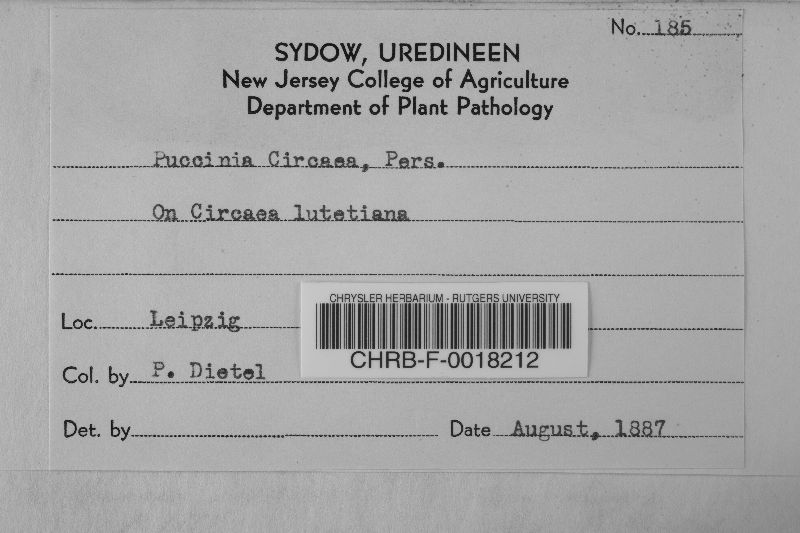 No. 185
SYDOW, UREDINEEN
New Jersey College of Agriculture
Department of Plant Pathology
Puccinia Circaea, Pers.
On Circaea lutetiana
CHRYSLER HERBARIUM - RUTGERS UNIVERSITY
Loc. Leipzig
CHRB-F-0018212
Col. by P. Dietel
Det. by Date August, 1887